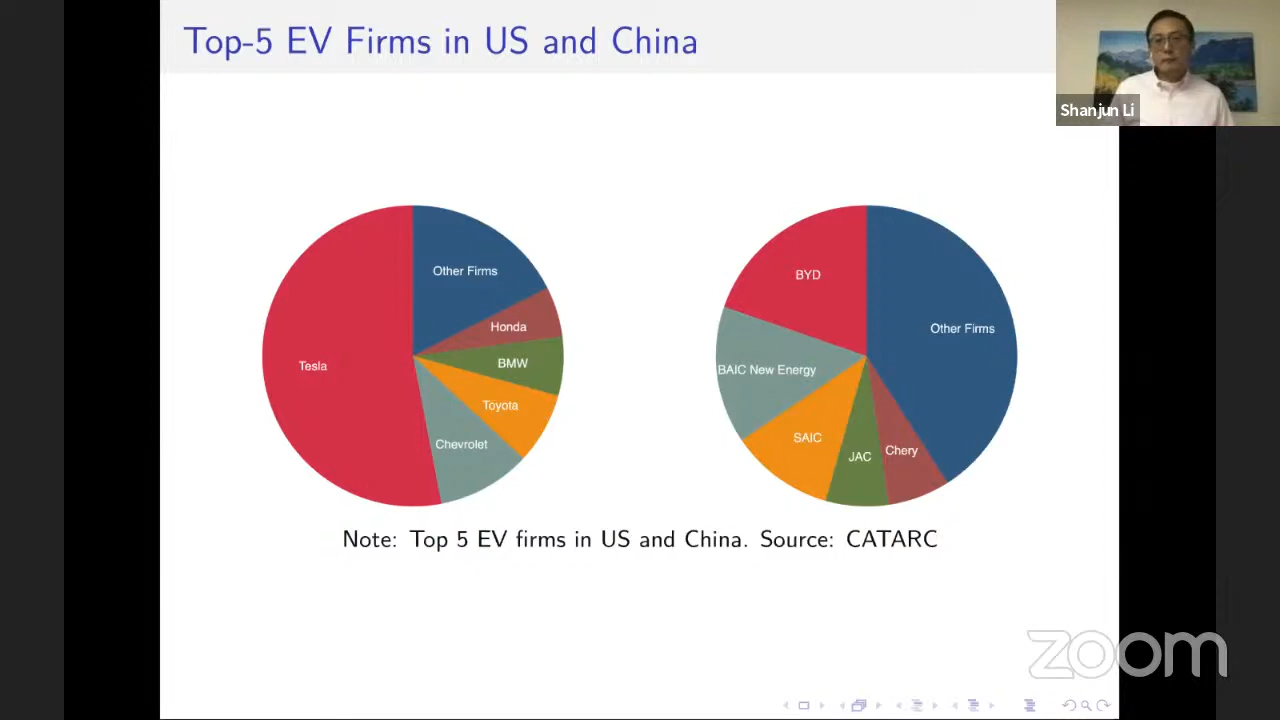 Top-5 EV Firms in US and China
Shanjun Li
Other Firms
Honda
BMW
Toyota
Chevrolet
Tesla
BYD
Other Firms
BAIC New Energy
SAIC
JAC
Chery
Note: Top 5 EV firms in US and China. Source: CATARC
zoom